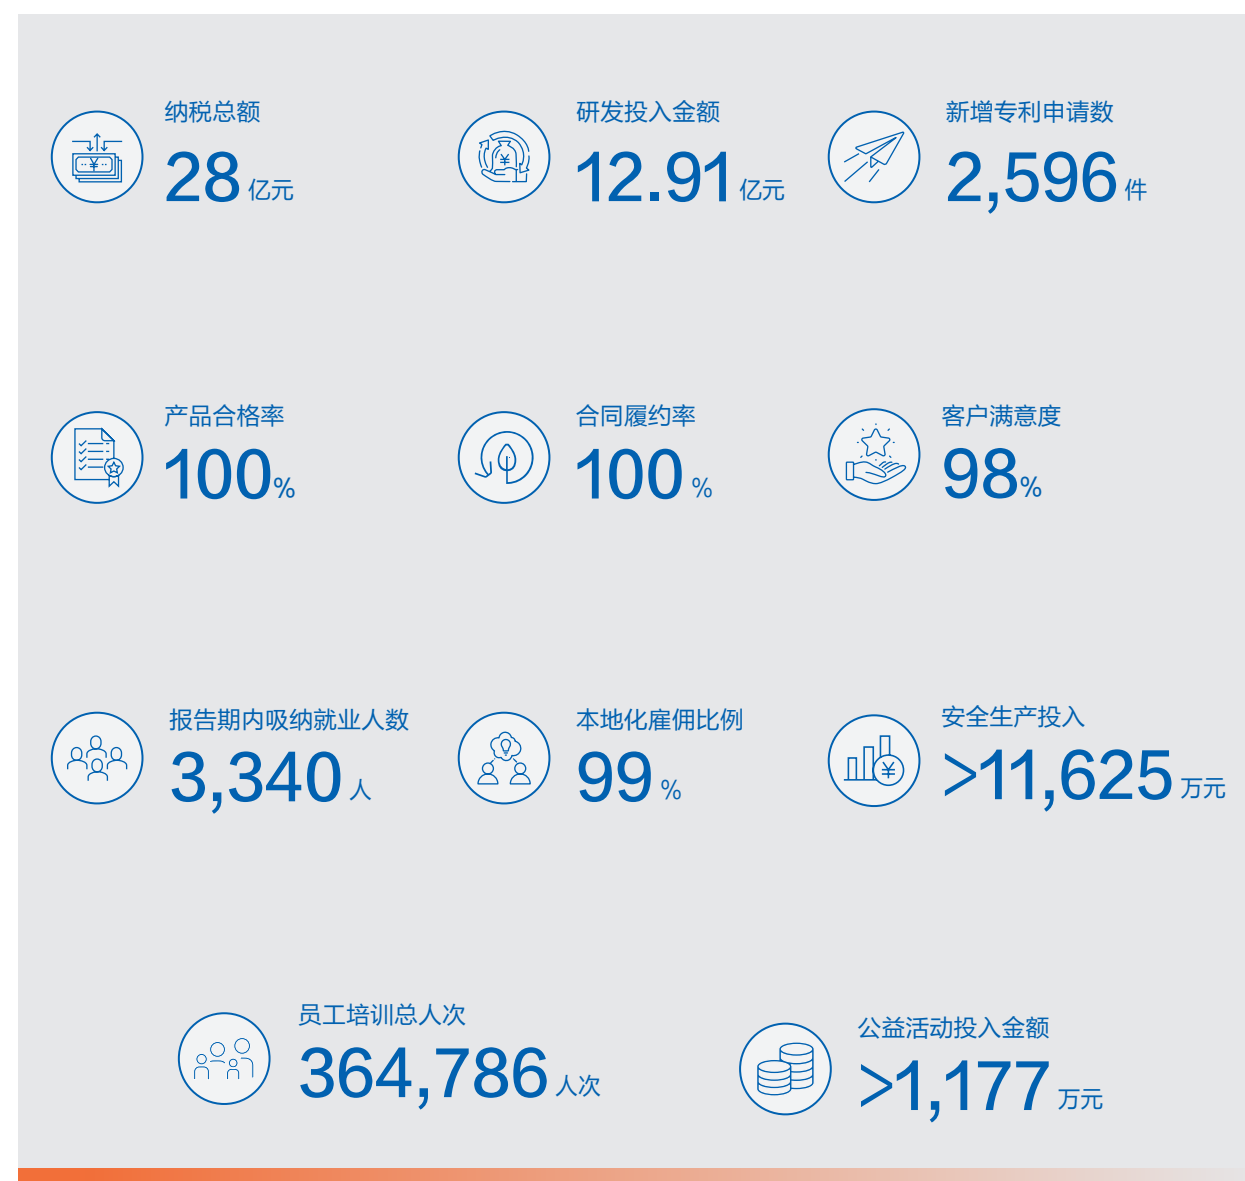 纳税总额
28 亿元
研发投入金额
12.91 亿元
新增专利申请数
2,596 件
产品合格率
100%
合同履约率
100 %
客户满意度
98%
报告期内吸纳就业人数
3,340 人
本地化雇佣比例
99 %
安全生产投入
>11,625 万元
员工培训总人次
364,786 人次
公益活动投入金额
>1,177 万元